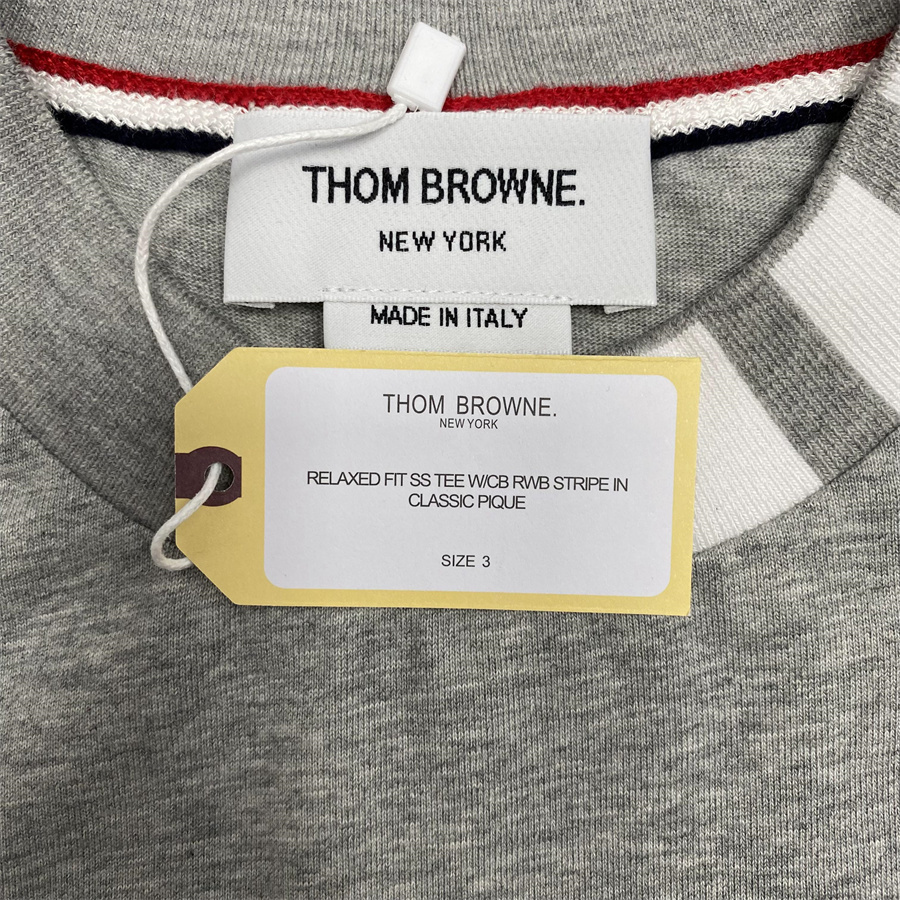 THOM BROWNE.
NEW YORK
MADE IN ITALY
THOM BROWNE.
NEW YORK
RELAXED FIT SS TEE W/CB RWB STRIPE IN
CLASSIC PIQUE
SIZE 3